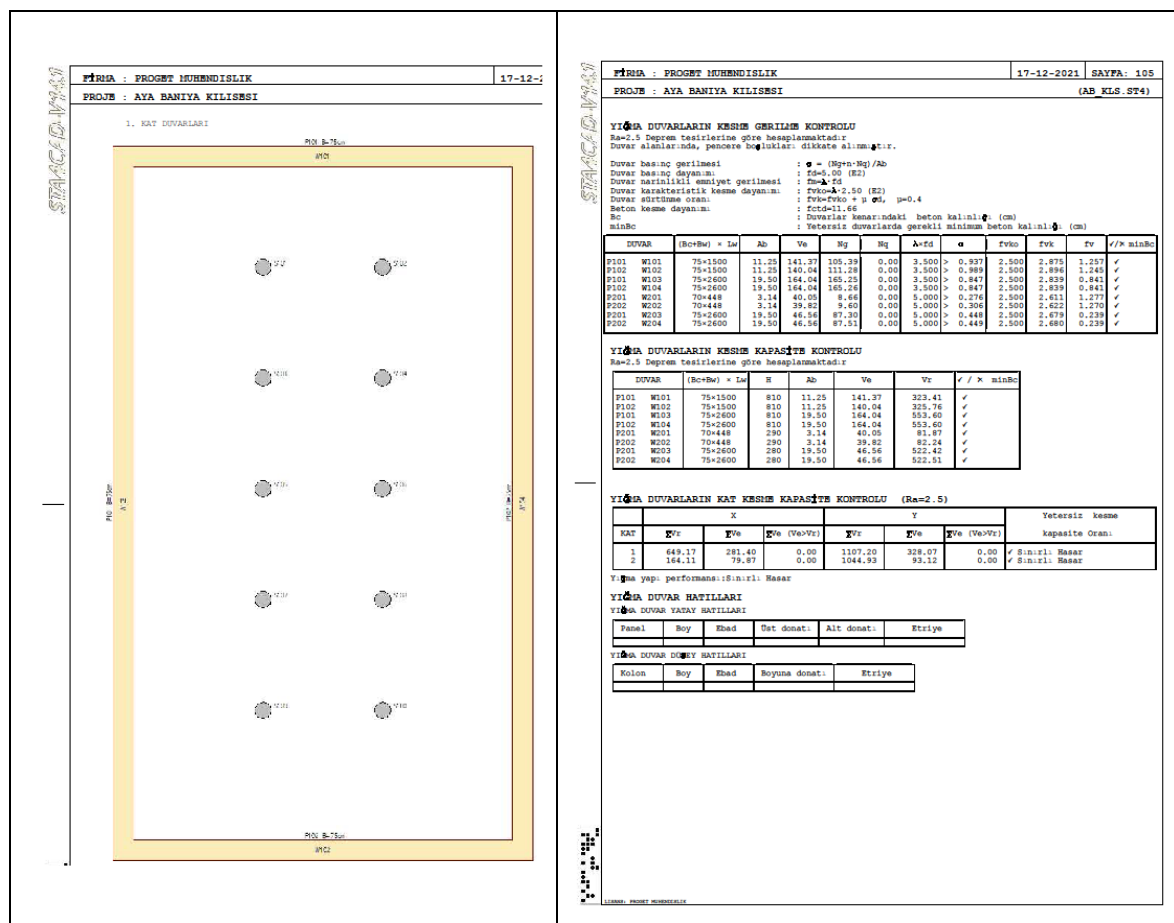 STA4CAD-V14.1
FİRMA : PROGET MUHENDISLIK 17-12-2
PROJE : AYA BANIYA KILISESI
1. KAT DUVARLARI
P101 B=75cm
W101
W103
W104
P102 B=75cm
W102
STA4CAD-V14.1
FİRMA : PROGET MUHENDISLIK 17-12-2021 SAYFA: 105
PROJE : AYA BANIYA KILISESI (AB_KLS.ST4)
YIĞMA DUVARLARIN KESME GERILME KONTROLU
Ra=2.5 Deprem tesirlerine göre hesaplanmaktadır
Duvar alanlarında, pencere boşlukları dikkate alınmıştır.
Duvar basınç gerilmesi : σ = (Ng+n·Nq)/Ab
Duvar basınç dayanımı : fd=5.00 (E2)
Duvar narinlikli emniyet gerilmesi : fm=λ·fd
Duvar karakteristik kesme dayanımı : fvko=λ·2.50 (E2)
Duvar sürtünme oranı : fvk=fvko + μ σd, μ=0.4
Beton kesme dayanımı : fctd=11.66
Bc : Duvarlar kenarındaki beton kalınlığı (cm)
minBc : Yetersiz duvarlarda gerekli minimum beton kalınlığı (cm)
DUVAR (Bc+Bw) × Lw Ab Ve Ng Nq λ×fd σ fvko fvk fv ✓/× minBc
P101 W101 75×1500 11.25 141.37 105.39 0.00 3.500 > 0.937 2.500 2.875 1.257 ✓
P102 W102 75×1500 11.25 140.04 111.28 0.00 3.500 > 0.989 2.500 2.896 1.245 ✓
P101 W103 75×2600 19.50 164.04 165.25 0.00 3.500 > 0.847 2.500 2.839 0.841 ✓
P102 W104 75×2600 19.50 164.04 165.26 0.00 3.500 > 0.847 2.500 2.839 0.841 ✓
P201 W201 70×448 3.14 40.05 8.66 0.00 5.000 > 0.276 2.500 2.611 1.277 ✓
P202 W202 70×448 3.14 39.82 9.60 0.00 5.000 > 0.306 2.500 2.622 1.270 ✓
P201 W203 75×2600 19.50 46.56 87.30 0.00 5.000 > 0.448 2.500 2.679 0.239 ✓
P202 W204 75×2600 19.50 46.56 87.51 0.00 5.000 > 0.449 2.500 2.680 0.239 ✓
YIĞMA DUVARLARIN KESME KAPASİTE KONTROLU
Ra=2.5 Deprem tesirlerine göre hesaplanmaktadır
DUVAR (Bc+Bw) × Lw H Ab Ve Vr ✓ / × minBc
P101 W101 75×1500 810 11.25 141.37 323.41 ✓
P102 W102 75×1500 810 11.25 140.04 325.76 ✓
P101 W103 75×2600 810 19.50 164.04 553.60 ✓
P102 W104 75×2600 810 19.50 164.04 553.60 ✓
P201 W201 70×448 290 3.14 40.05 81.87 ✓
P202 W202 70×448 290 3.14 39.82 82.24 ✓
P201 W203 75×2600 280 19.50 46.56 522.42 ✓
P202 W204 75×2600 280 19.50 46.56 522.51 ✓
YIĞMA DUVARLARIN KAT KESME KAPASİTE KONTROLU (Ra=2.5)
X Y Yetersiz kesme
KAT ΣVr ΣVe ΣVe (Ve>Vr) ΣVr ΣVe ΣVe (Ve>Vr) kapasite Oranı
1 649.17 281.40 0.00 1107.20 328.07 0.00 ✓ Sınırlı Hasar
2 164.11 79.87 0.00 1044.93 93.12 0.00 ✓ Sınırlı Hasar
Yığma yapı performansı:Sınırlı Hasar
YIĞMA DUVAR HATILLARI
YIĞMA DUVAR YATAY HATILLARI
Panel Boy Ebad Üst donatı Alt donatı Etriye
YIĞMA DUVAR DÜŞEY HATILLARI
Kolon Boy Ebad Boyuna donatı Etriye
LISANS: PROGET MUHENDISLIK